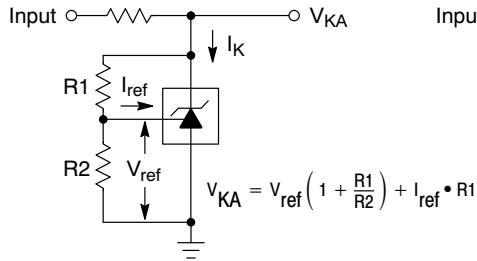 Input V_KA Inpu
I_K
R1 I_ref
R2 V_ref
V_KA = V_ref ( 1 + R1/R2 ) + I_ref • R1